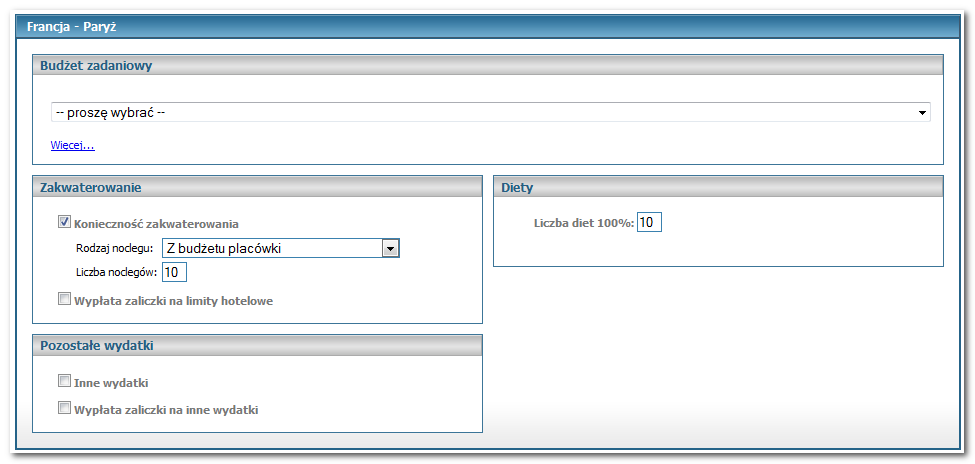 Francja - Paryż
Budżet zadaniowy
-- proszę wybrać --
Więcej...
Zakwaterowanie
Konieczność zakwaterowania
Rodzaj noclegu: Z budżetu placówki
Liczba noclegów: 10
Wypłata zaliczki na limity hotelowe
Diety
Liczba diet 100%: 10
Pozostałe wydatki
Inne wydatki
Wypłata zaliczki na inne wydatki